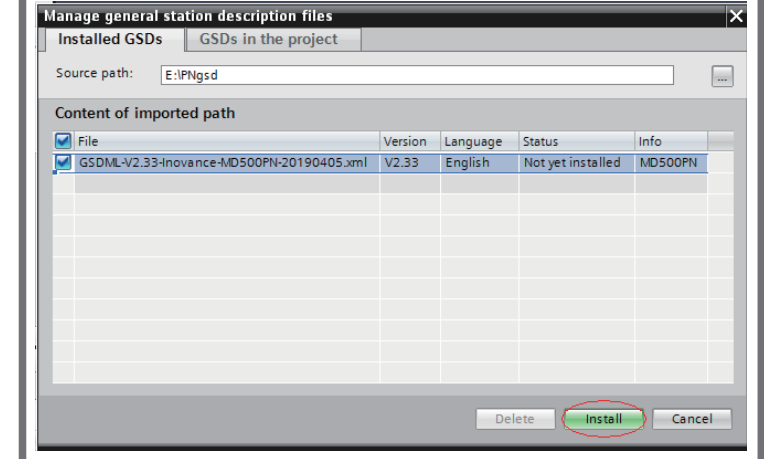 Manage general station description files
Installed GSDs GSDs in the project
Source path: E:\PNgsd ...
Content of imported path
File Version Language Status Info
GSDML-V2.33-Inovance-MD500PN-20190405.xml V2.33 English Not yet installed MD500PN
Delete Install Cancel